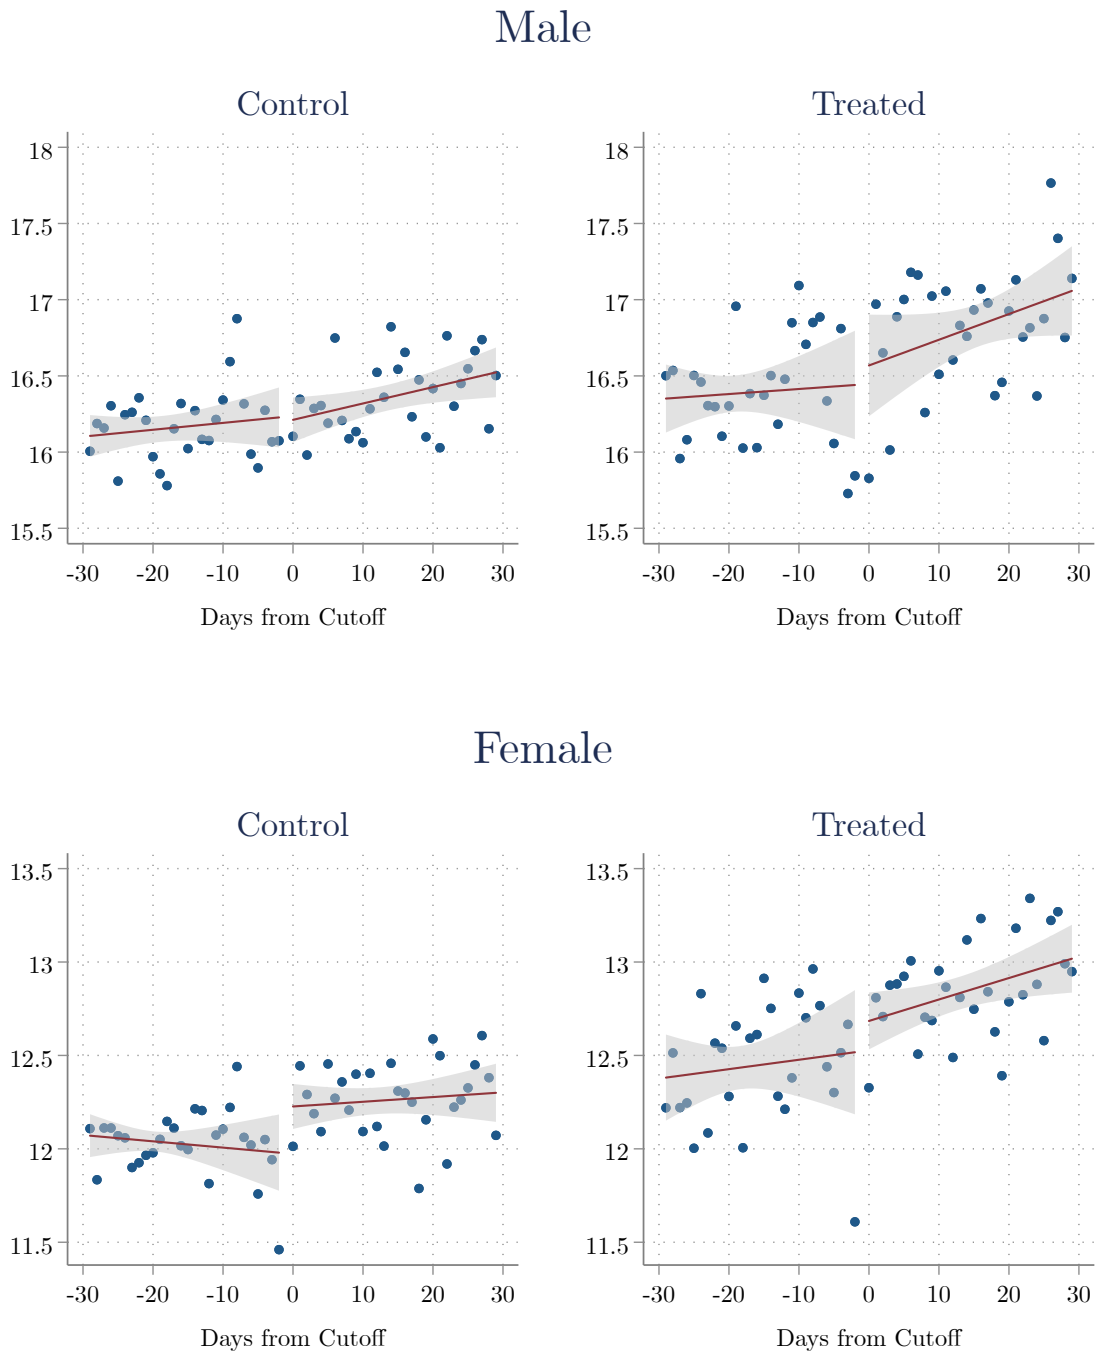 Male
Control Treated
18 18
17.5 17.5
17 17
16.5 16.5
16 16
15.5 15.5
-30 -20 -10 0 10 20 30 -30 -20 -10 0 10 20 30
Days from Cutoff Days from Cutoff
Female
Control Treated
13.5 13.5
13 13
12.5 12.5
12 12
11.5 11.5
-30 -20 -10 0 10 20 30 -30 -20 -10 0 10 20 30
Days from Cutoff Days from Cutoff